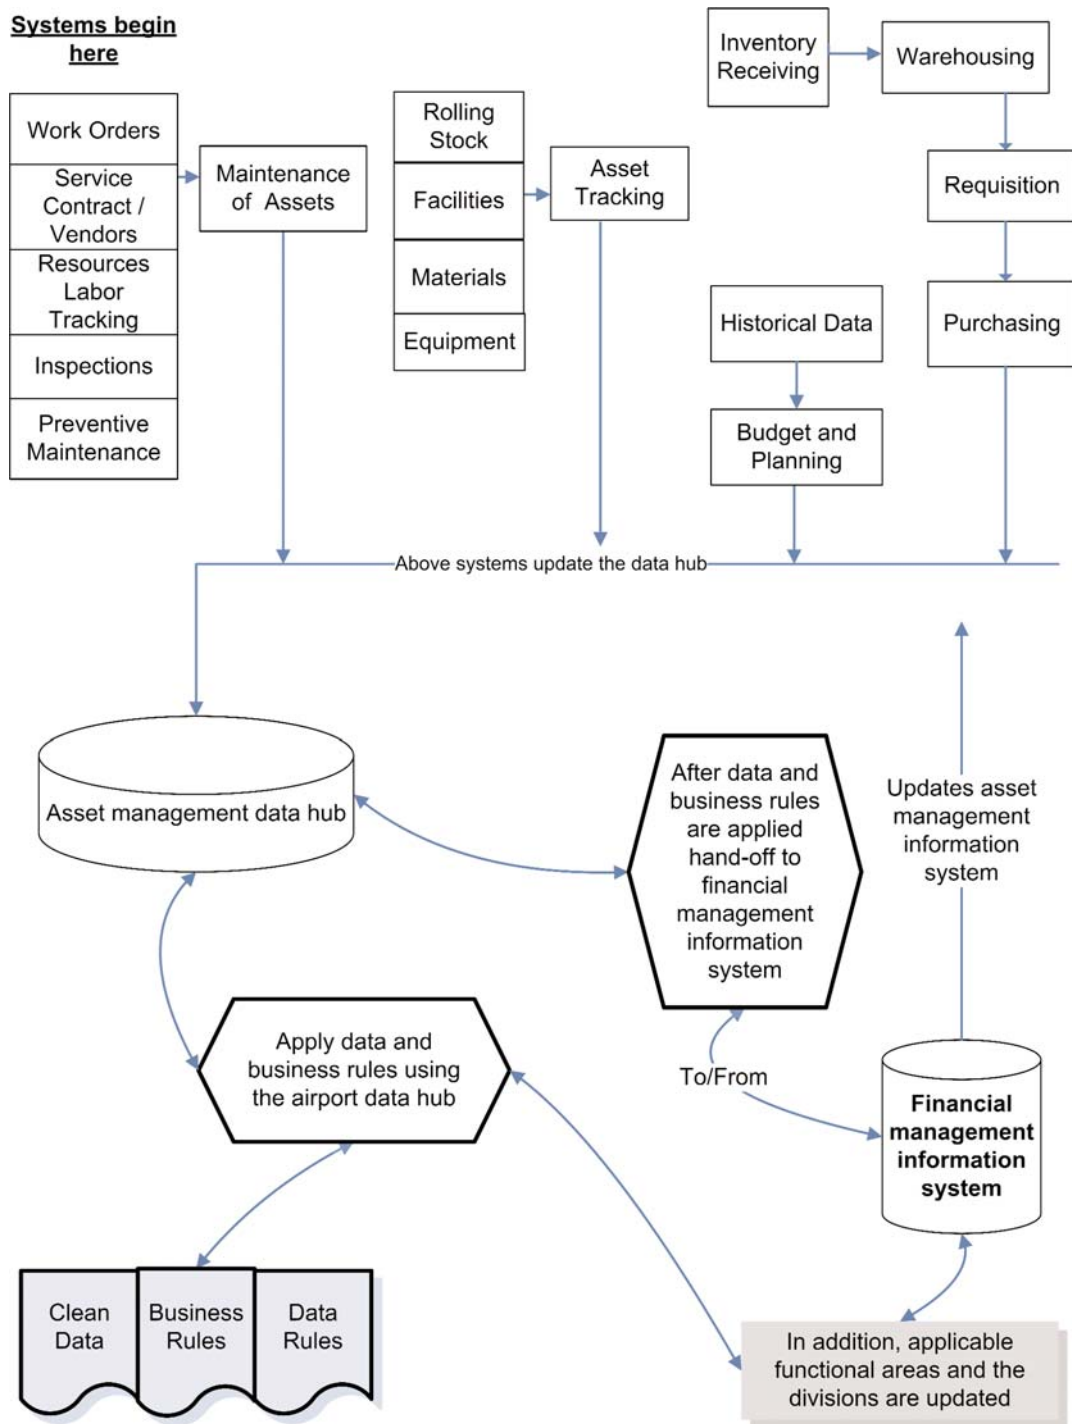 Systems begin
here
Work Orders
Service
Contract /
Vendors
Resources
Labor
Tracking
Inspections
Preventive
Maintenance
Maintenance
of Assets
Rolling
Stock
Facilities
Materials
Equipment
Asset
Tracking
Inventory
Receiving
Warehousing
Requisition
Purchasing
Historical Data
Budget and
Planning
Above systems update the data hub
Asset management data hub
After data and
business rules
are applied
hand-off to
financial
management
information
system
Updates asset
management
information
system
Apply data and
business rules using
the airport data hub
To/From
Financial
management
information
system
Clean
Data
Business
Rules
Data
Rules
In addition, applicable
functional areas and the
divisions are updated